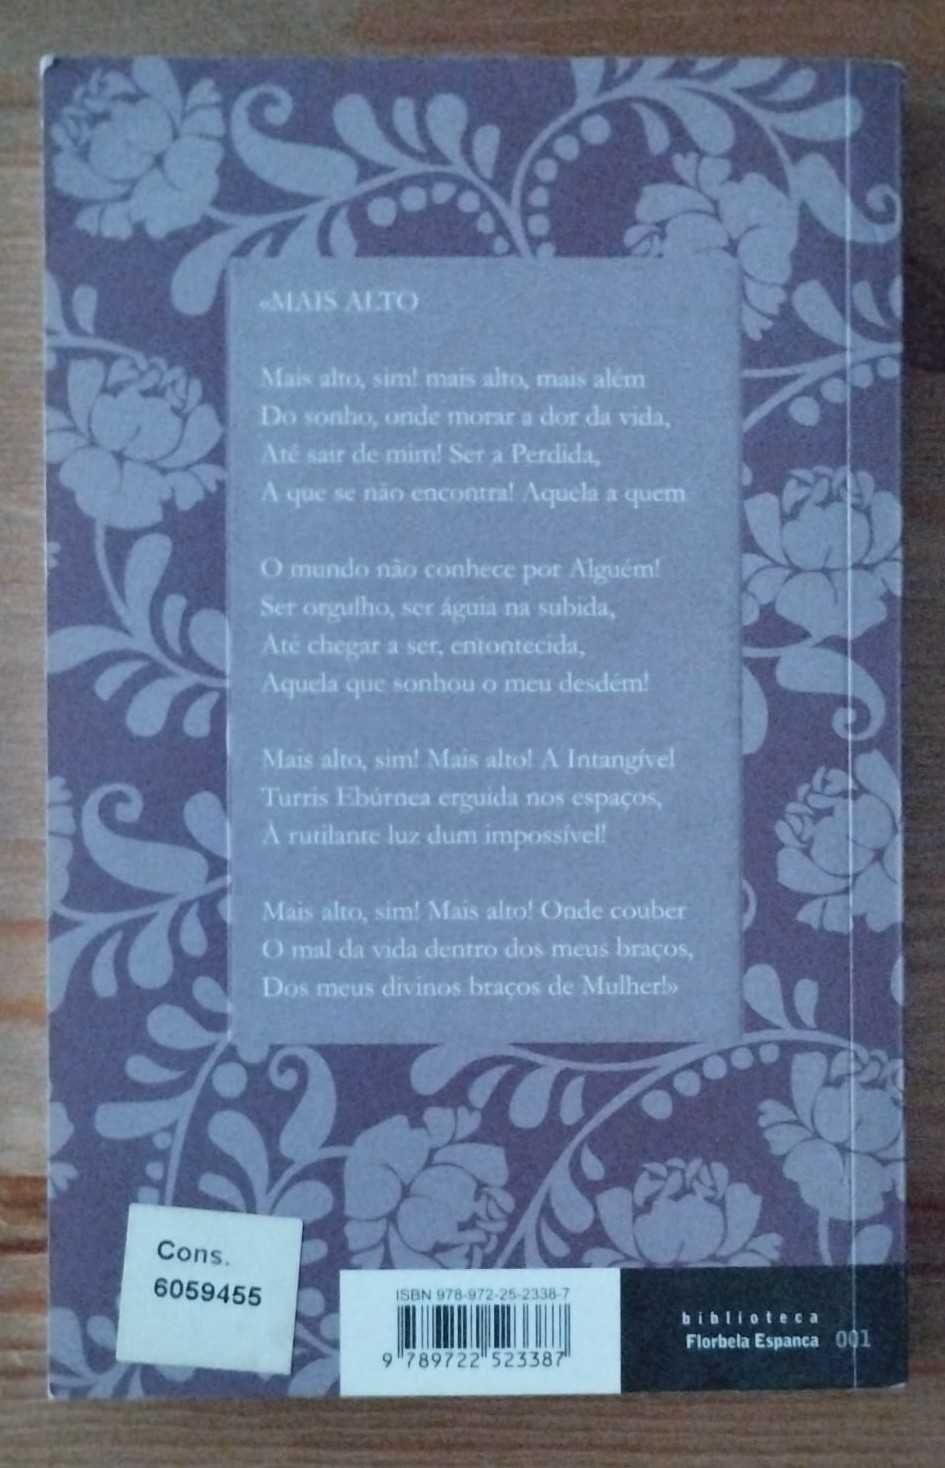 «MAIS ALTO
Mais alto, sim! mais alto, mais além
Do sonho, onde morar a dor da vida,
Até sair de mim! Ser a Perdida,
A que se não encontra! Aquela a quem
O mundo não conhece por Alguém!
Ser orgulho, ser águia na subida,
Até chegar a ser, entontecida,
Aquela que sonhou o meu desdém!
Mais alto, sim! Mais alto! A Intangível
Turris Ebúrnea erguida nos espaços,
À rutilante luz dum impossível!
Mais alto, sim! Mais alto! Onde couber
O mal da vida dentro dos meus braços,
Dos meus divinos braços de Mulher!»
Cons.
6059455
ISBN 978-972-25-2338-7
9 789722 523387
biblioteca
Florbela Espanca 001